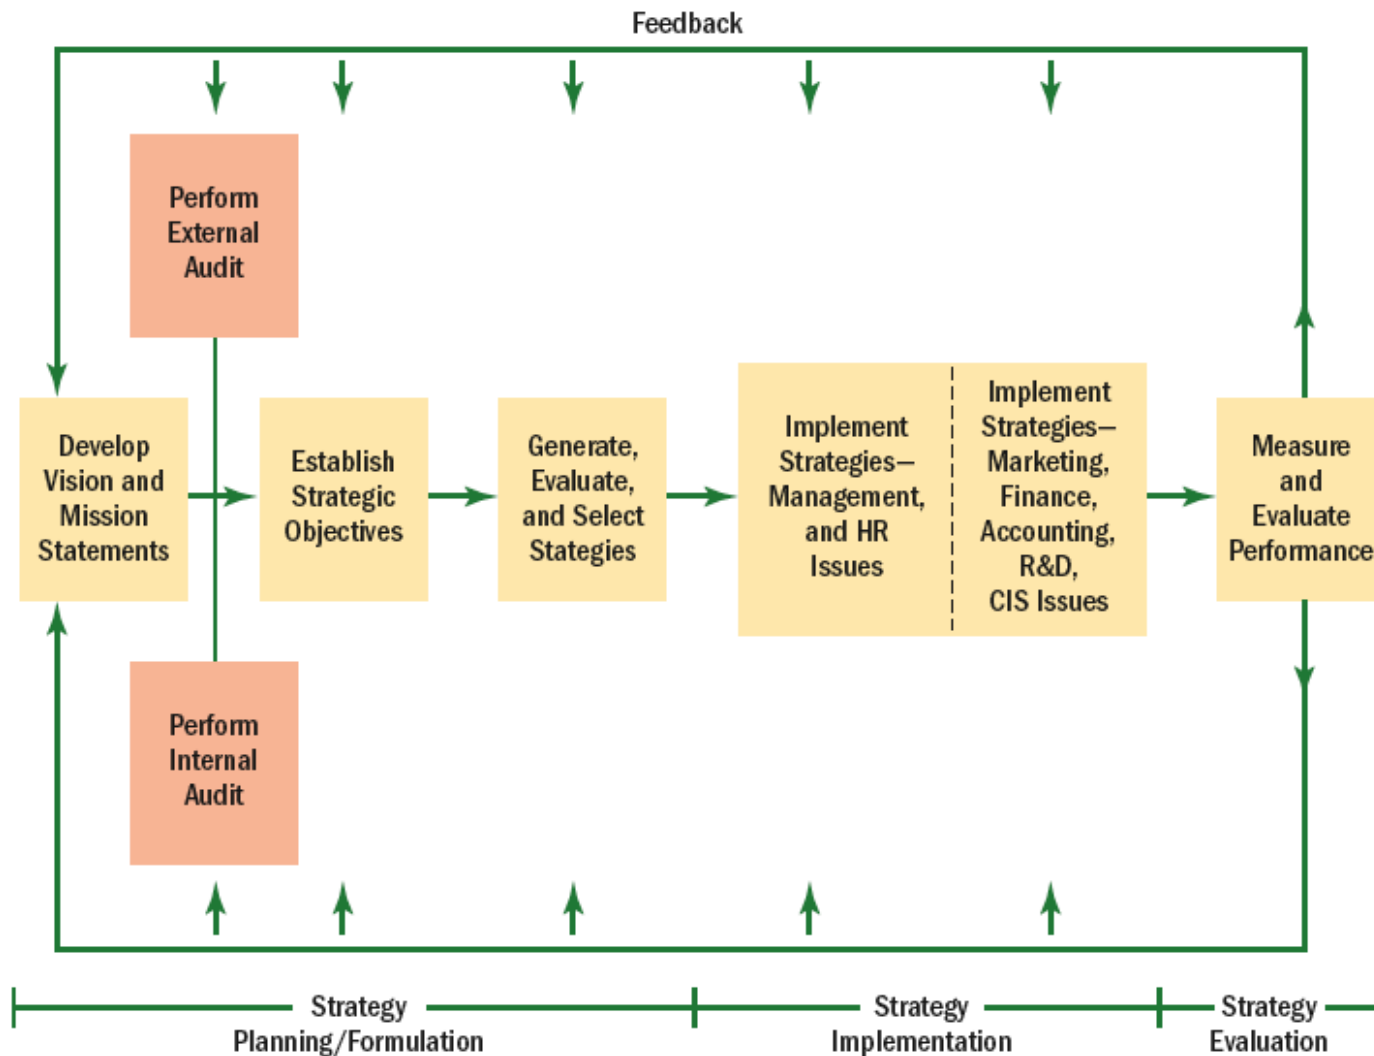 Feedback
Perform
External
Audit
Develop
Vision and
Mission
Statements
Establish
Strategic
Objectives
Generate,
Evaluate,
and Select
Stategies
Implement
Strategies—
Management,
and HR
Issues
Implement
Strategies—
Marketing,
Finance,
Accounting,
R&D,
CIS Issues
Measure
and
Evaluate
Performance
Perform
Internal
Audit
Strategy
Planning/Formulation
Strategy
Implementation
Strategy
Evaluation